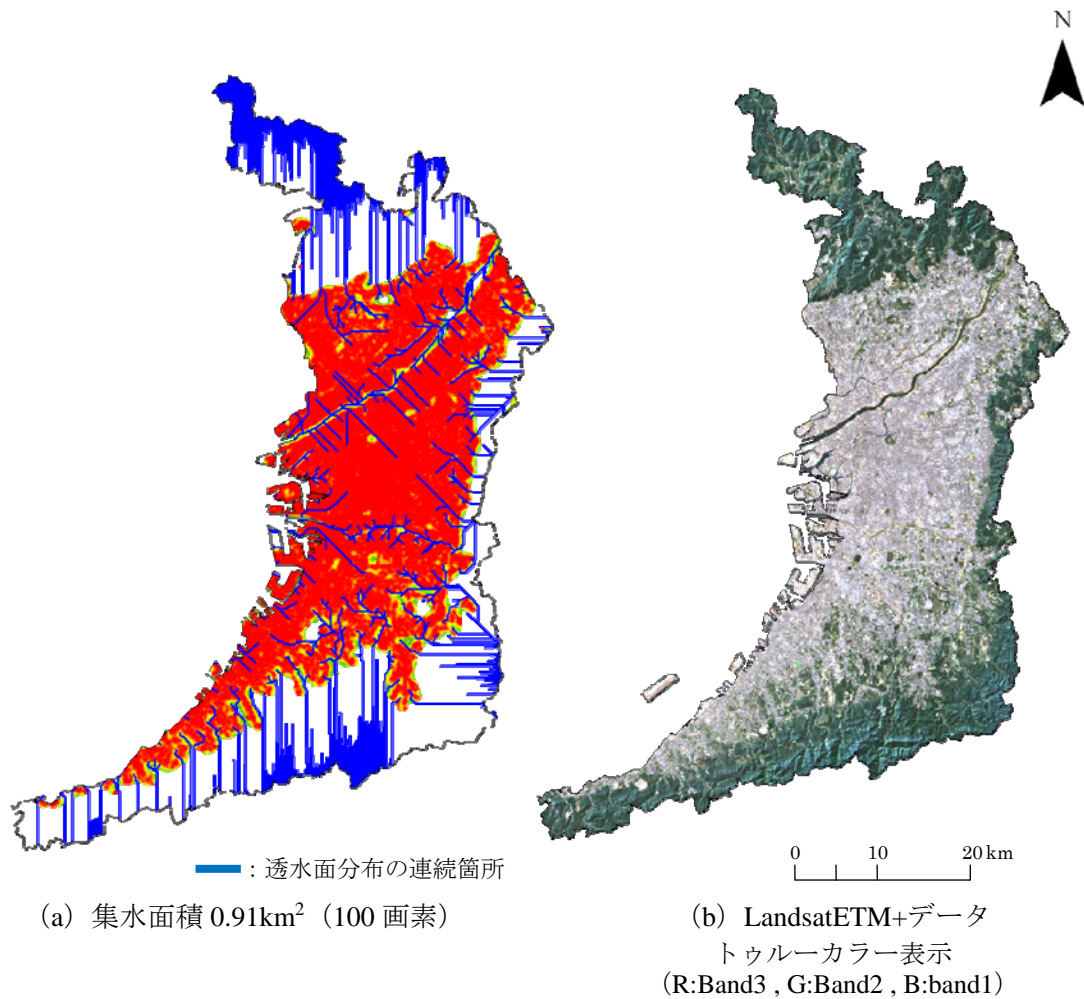 N
0 10 20 km
：透水面分布の連続箇所
(a) 集水面積 0.91km² （100 画素）
(b) LandsatETM+データ
トゥルーカラー表示
(R:Band3 , G:Band2 , B:band1)